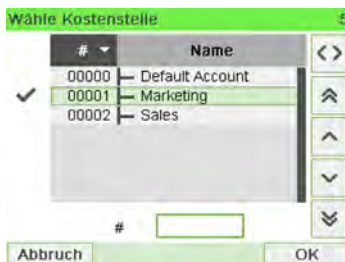 Wähle Kostenstelle
# Name
00000 Default Account
00001 Marketing
00002 Sales
#
Abbruch OK